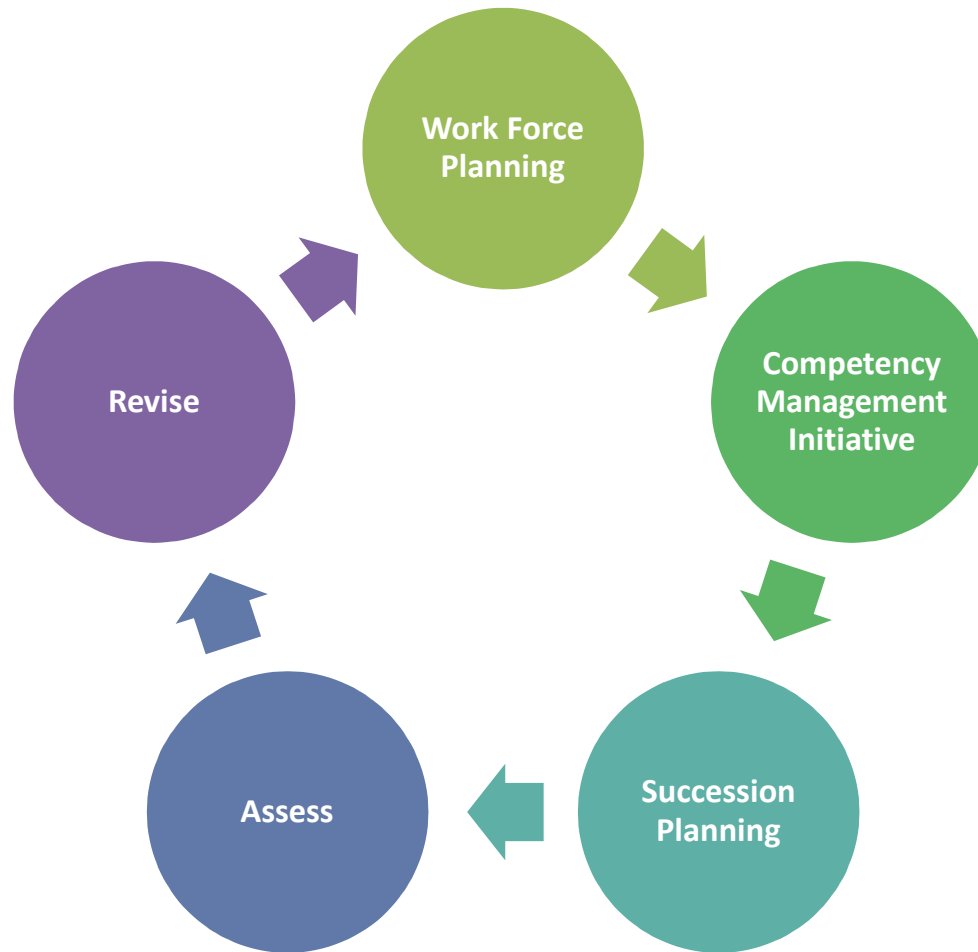 Work Force
Planning
Competency
Management
Initiative
Succession
Planning
Assess
Revise